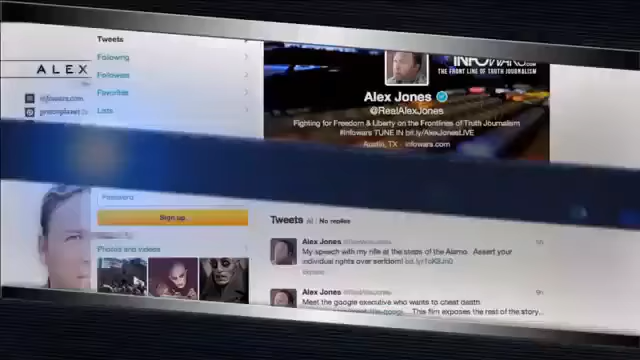 Tweets
Following
Followers
Favorites
Lists
ALEX
infowars.com
prisonplanet
INFOWARS.com
THE FRONT LINE OF TRUTH JOURNALISM
Alex Jones
@RealAlexJones
Fighting for Freedom & Liberty on the Frontlines of Truth Journalism
#Infowars TUNE IN bit.ly/AlexJonesLIVE
Austin, TX · infowars.com
Sign up
Photos and videos
Tweets All / No replies
Alex Jones
My speech with my rifle at the steps of the Alamo. Assert your
individual rights over serfdom!
Alex Jones 9h
Meet the google executive who wants to cheat death
This film exposes the rest of the story...